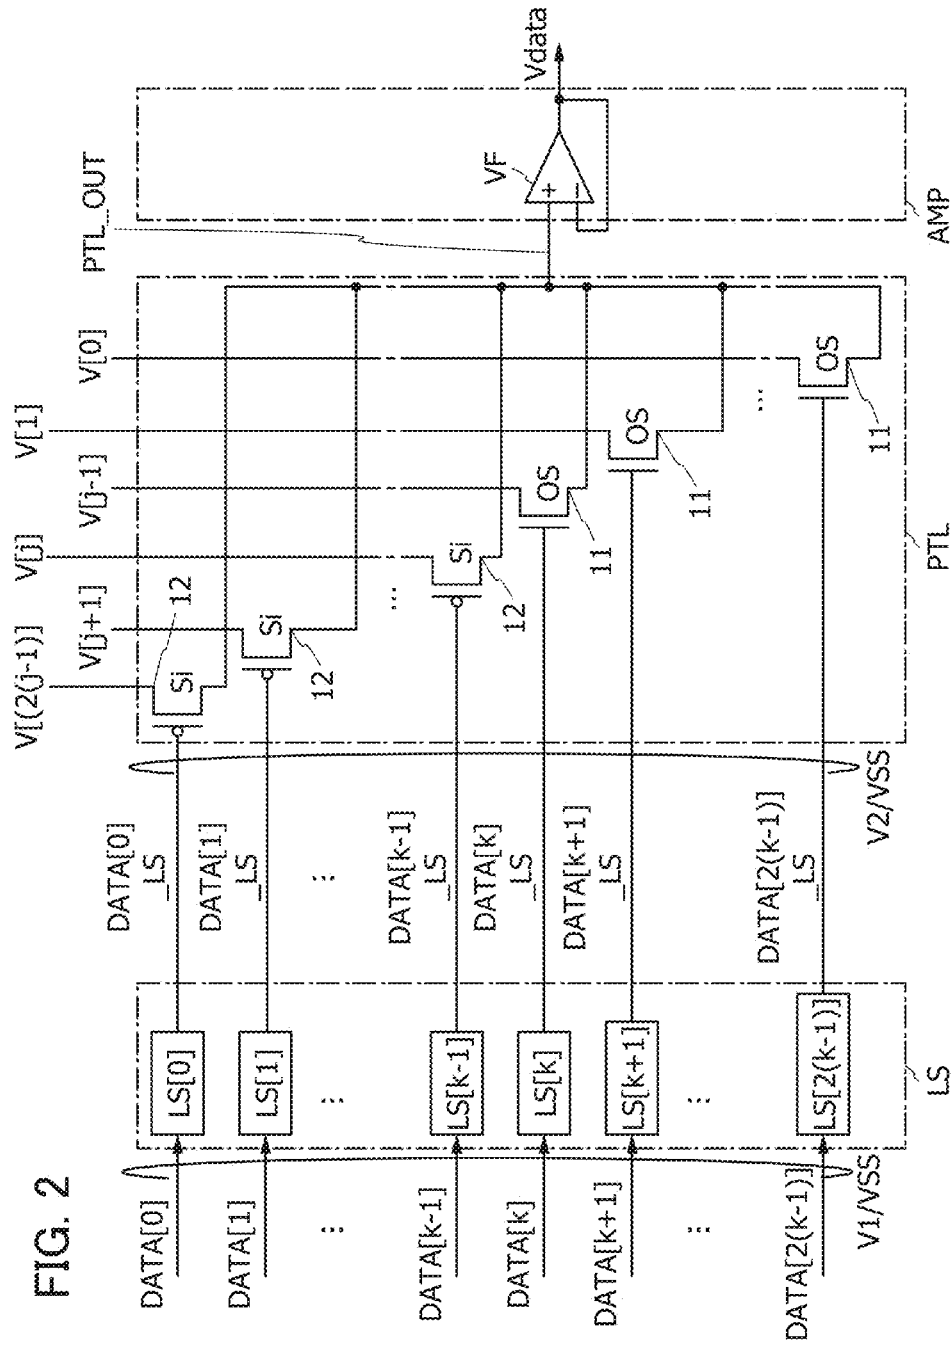 FIG. 2
V[(2(j-1)]
V[j+1]
V[j]
V[j-1]
V[1]
V[0]
PTL_OUT
DATA[0]
LS[0]
DATA[0]
_LS
Si
12
DATA[1]
LS[1]
DATA[1]
_LS
Si
12
...
...
...
...
DATA[k-1]
LS[k-1]
DATA[k-1]
_LS
Si
12
DATA[k]
LS[k]
DATA[k]
_LS
OS
11
VF
+
−
Vdata
DATA[k+1]
LS[k+1]
DATA[k+1]
_LS
OS
11
...
...
...
DATA[2(k-1)]
LS[2(k-1)]
DATA[2(k-1)]
_LS
OS
11
V1/VSS
LS
V2/VSS
PTL
AMP